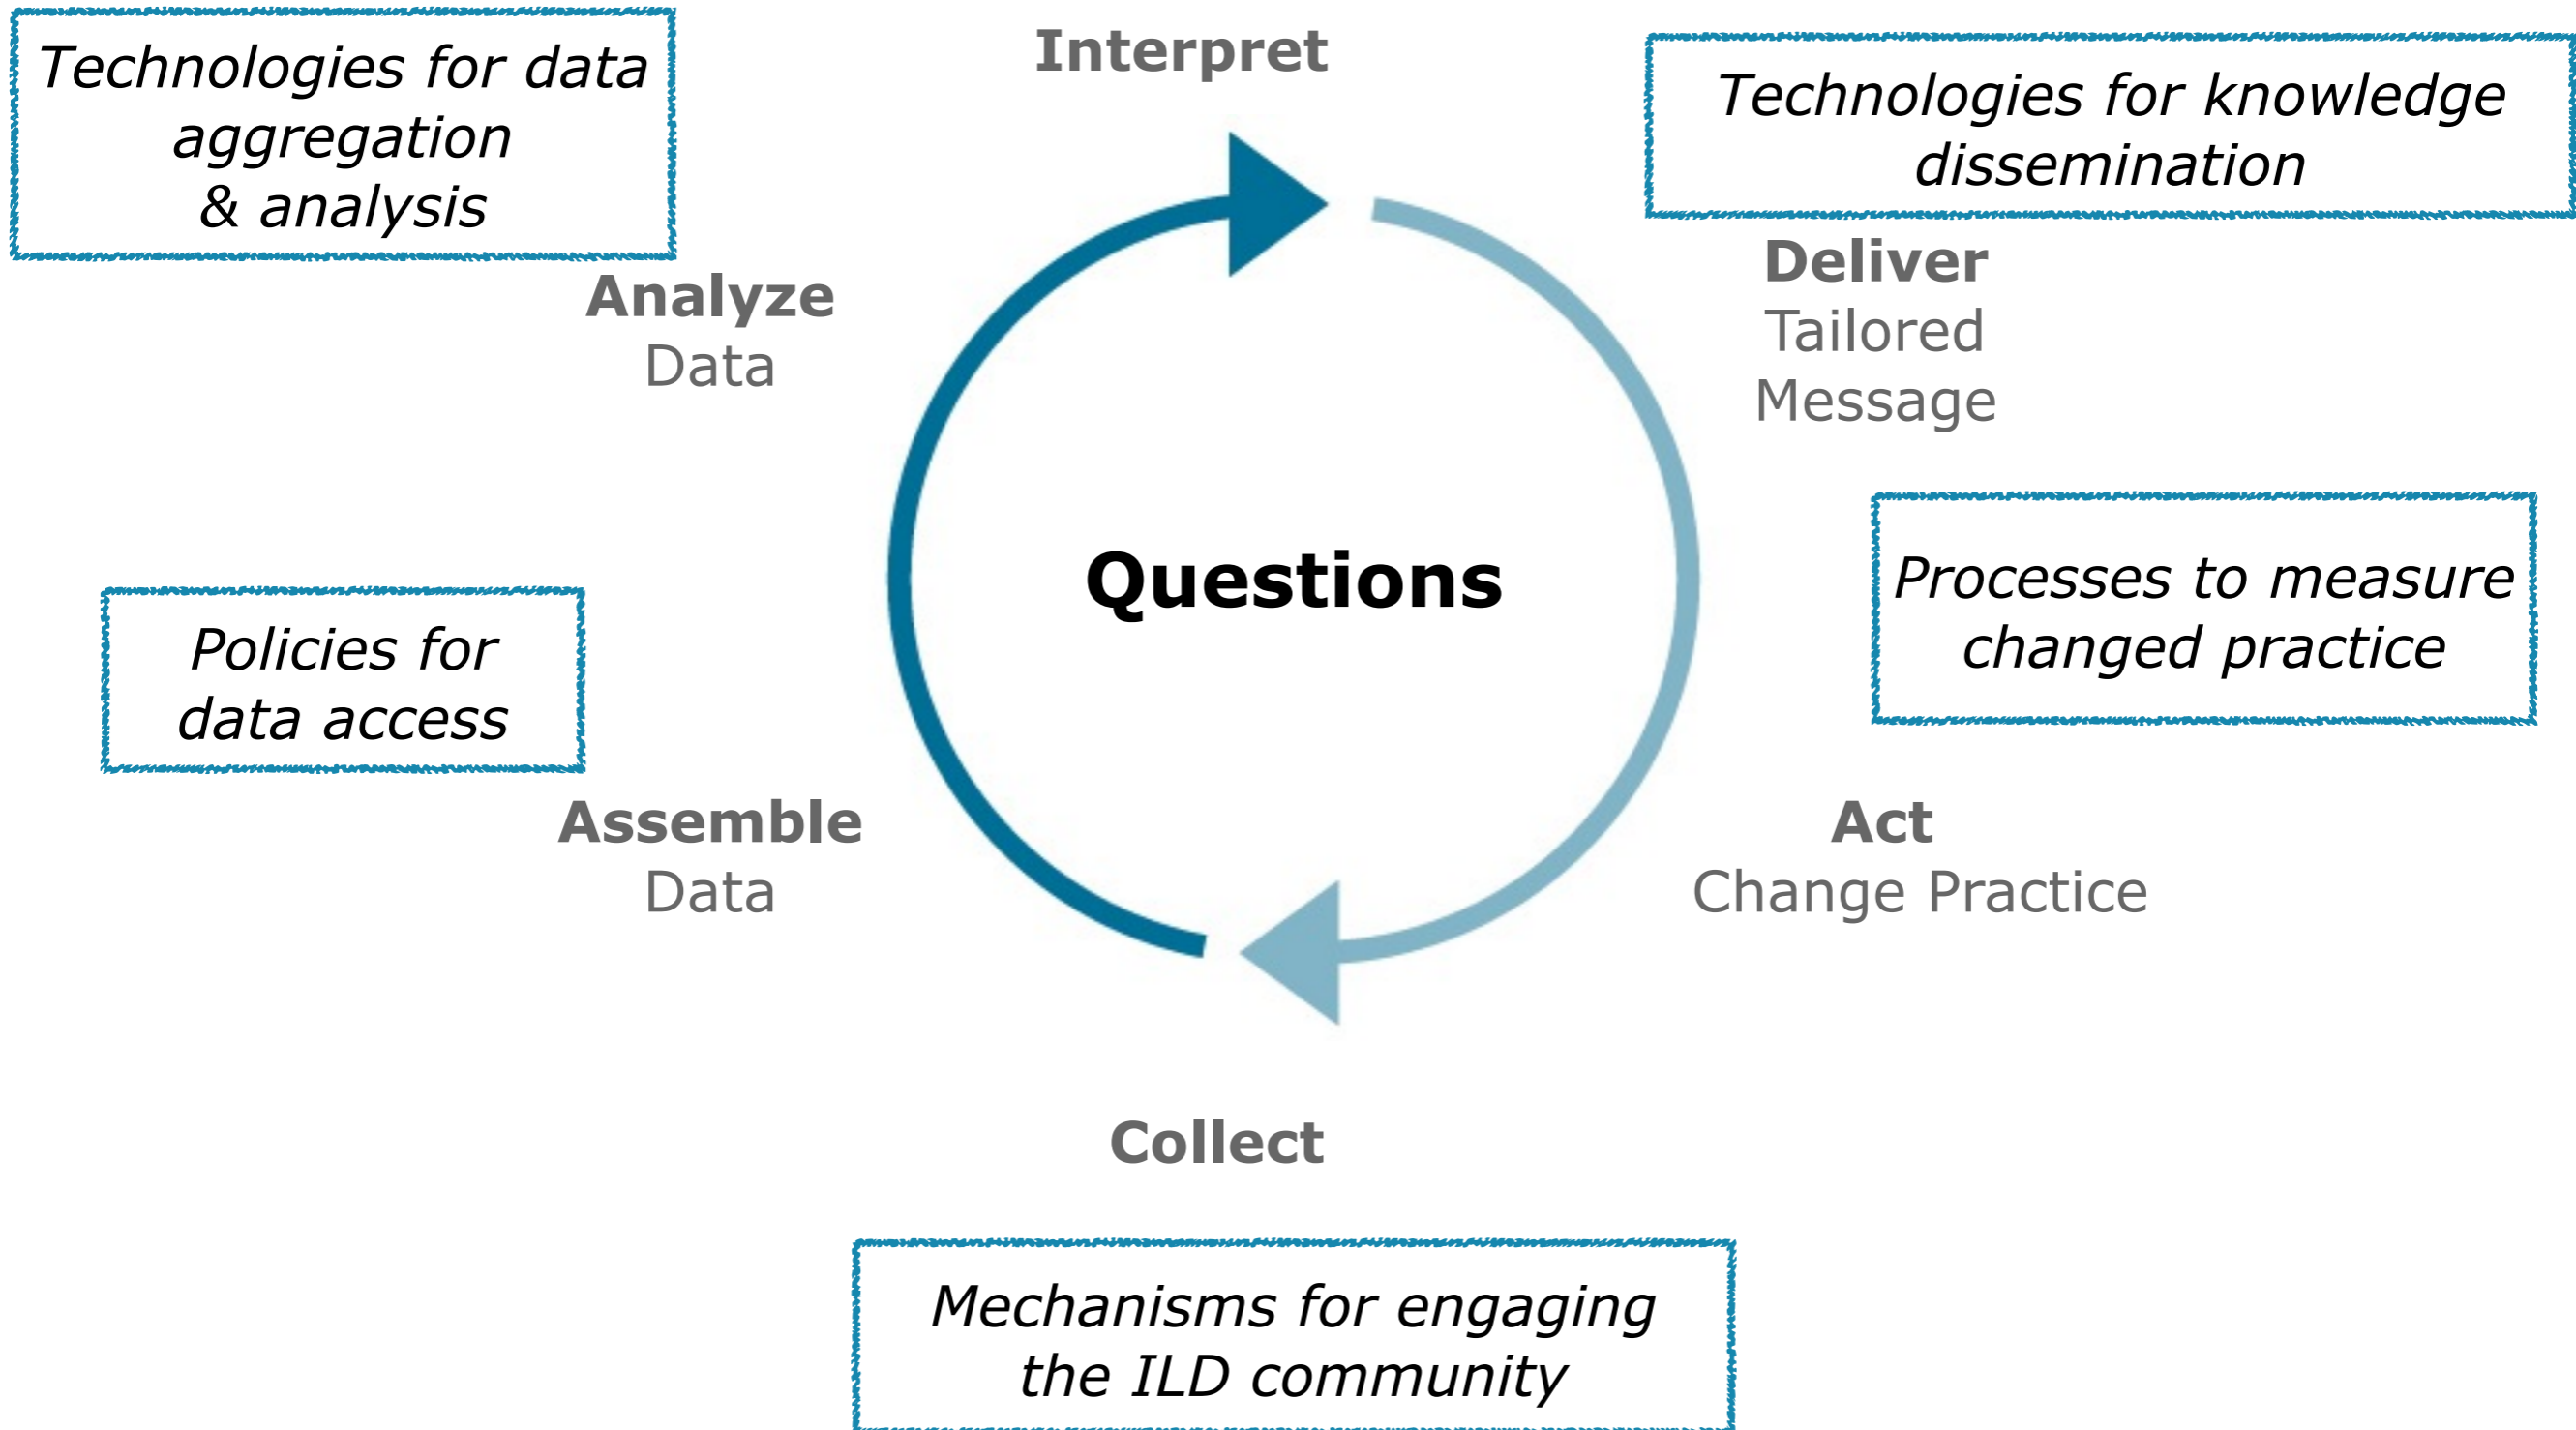 Technologies for data
aggregation
& analysis
Interpret
Technologies for knowledge
dissemination
Analyze
Data
Deliver
Tailored
Message
Questions
Processes to measure
changed practice
Policies for
data access
Assemble
Data
Act
Change Practice
Collect
Mechanisms for engaging
the ILD community